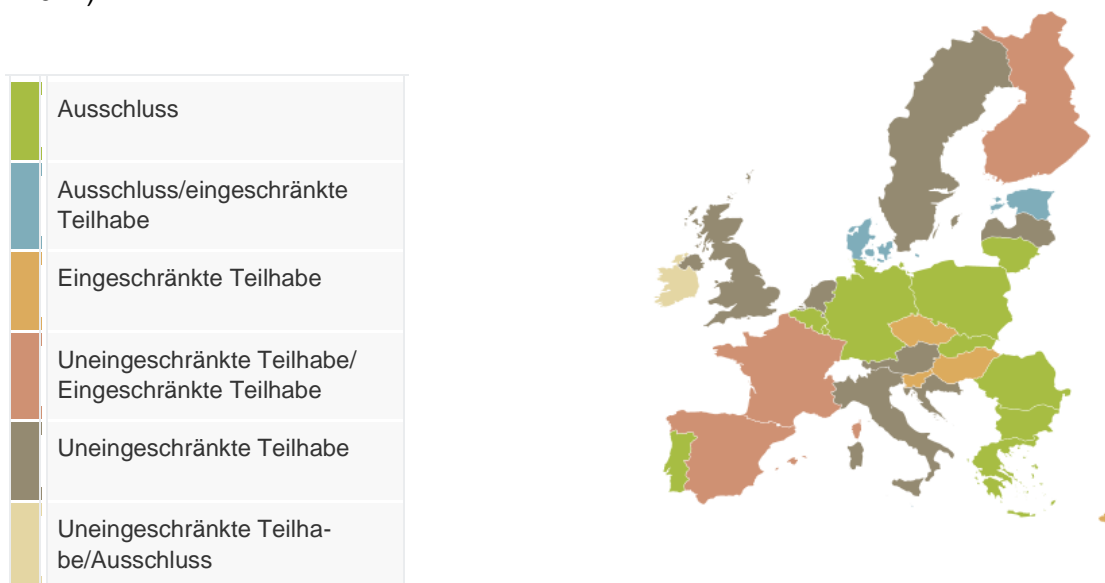 Ausschluss
Ausschluss/eingeschränkte
Teilhabe
Eingeschränkte Teilhabe
Uneingeschränkte Teilhabe/
Eingeschränkte Teilhabe
Uneingeschränkte Teilhabe
Uneingeschränkte Teilha-
be/Ausschluss